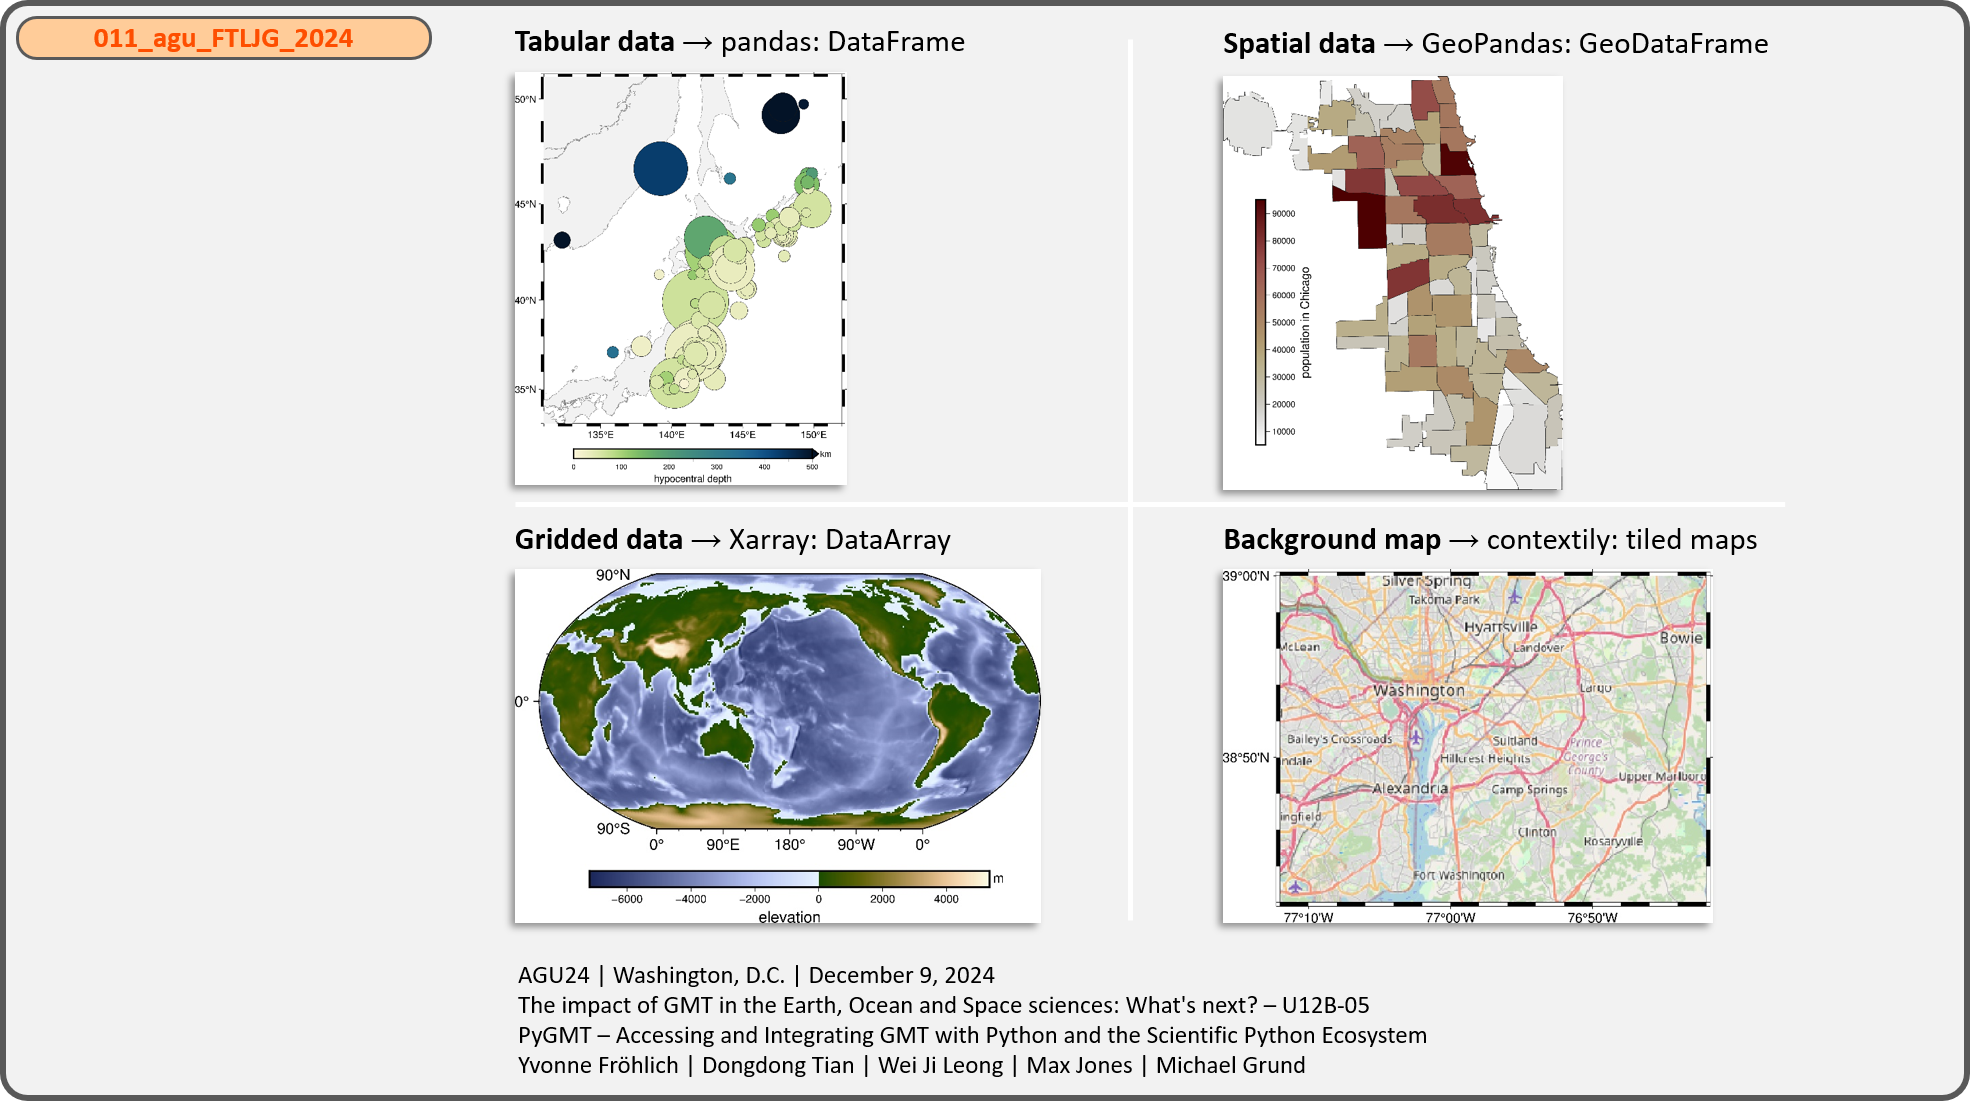 011_agu_FTLJG_2024
Tabular data → pandas: DataFrame
50°N
45°N
40°N
35°N
135°E 140°E 145°E 150°E
km
0 100 200 300 400 500
hypocentral depth
Spatial data → GeoPandas: GeoDataFrame
90000
80000
70000
60000
50000
40000
30000
20000
10000
population in Chicago
Gridded data → Xarray: DataArray
90°N
0°
90°S
0° 90°E 180° 90°W 0°
m
−6000 −4000 −2000 0 2000 4000
elevation
Background map → contextily: tiled maps
39°00'N
Silver Spring
Takoma Park
Hyattsville
Bowie
McLean
Landover
Washington
Largo
Bailey's Crossroads
Suitland
Prince
George's
County
38°50'N
ndale
Hillcrest Heights
Upper Marlboro
Alexandria
Camp Springs
ingfield
Clinton
Rosaryville
Fort Washington
77°10'W 77°00'W 76°50'W
AGU24 | Washington, D.C. | December 9, 2024
The impact of GMT in the Earth, Ocean and Space sciences: What's next? – U12B-05
PyGMT – Accessing and Integrating GMT with Python and the Scientific Python Ecosystem
Yvonne Fröhlich | Dongdong Tian | Wei Ji Leong | Max Jones | Michael Grund